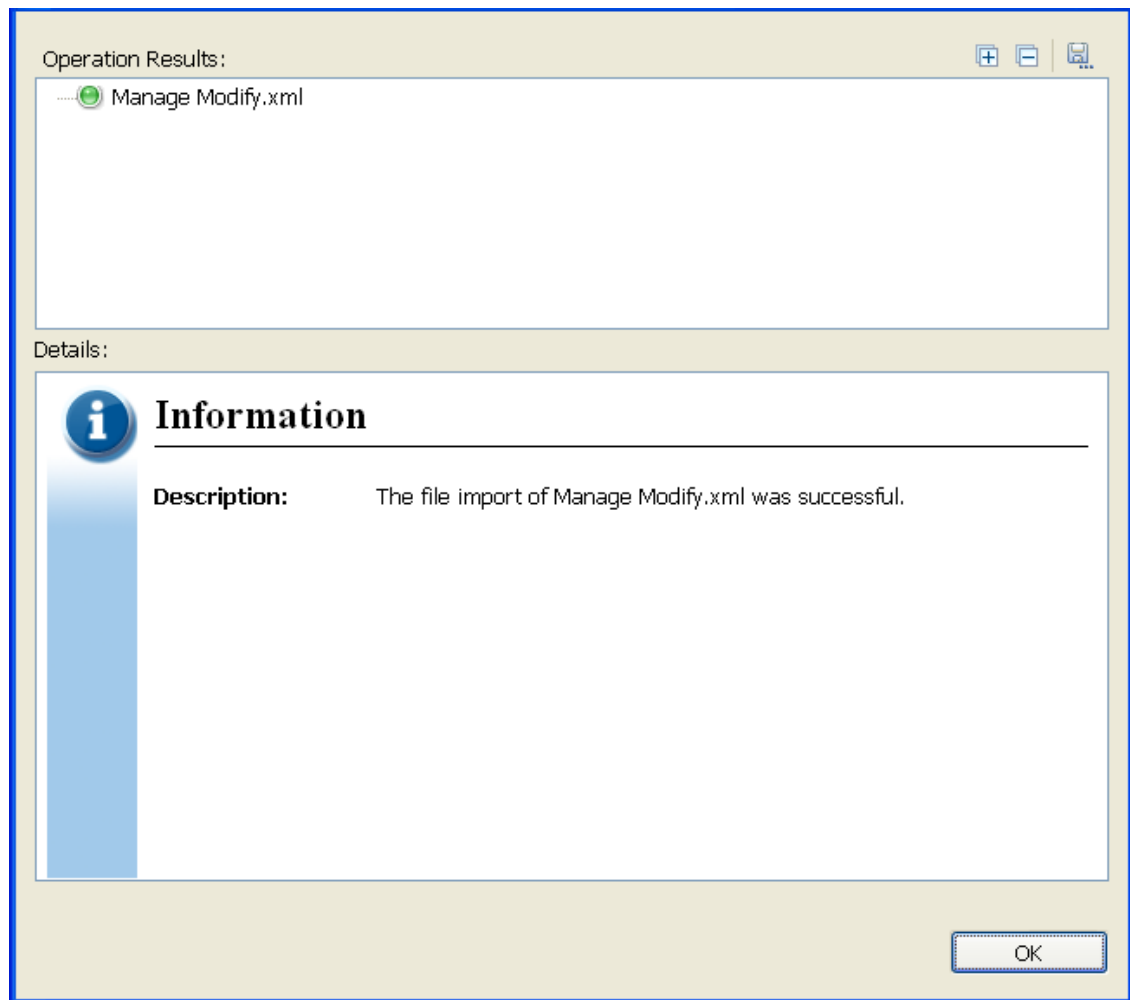 Operation Results:
Manage Modify.xml
Details:
Information
Description: The file import of Manage Modify.xml was successful.
OK